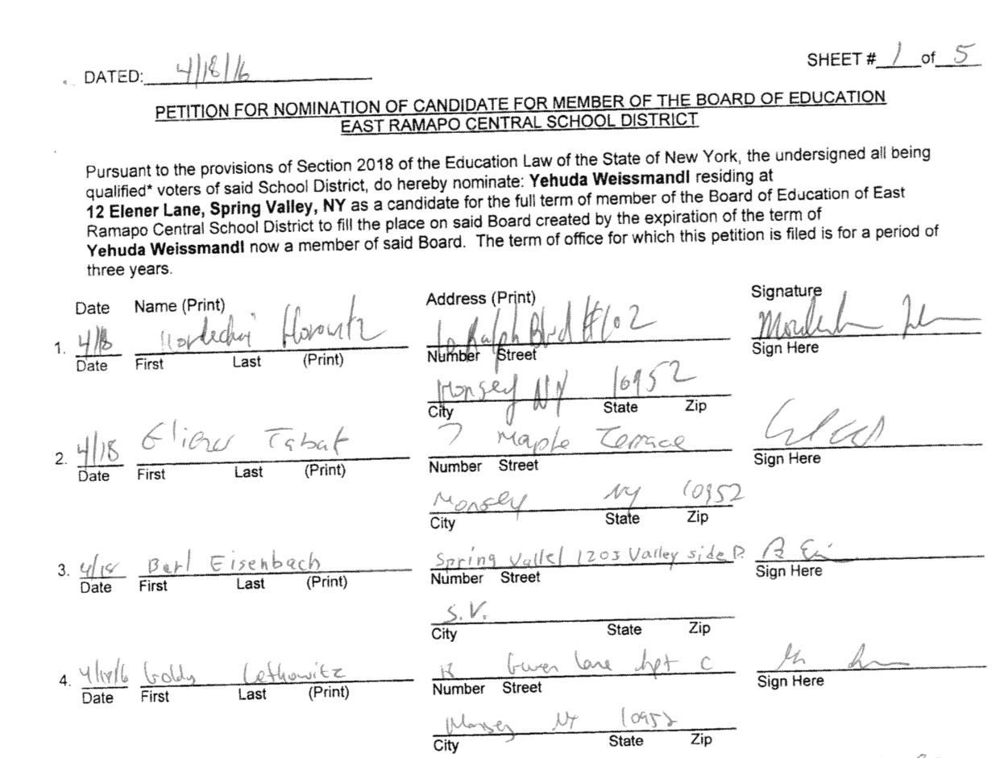 DATED: 4/18/16 SHEET # 1 of 5
PETITION FOR NOMINATION OF CANDIDATE FOR MEMBER OF THE BOARD OF EDUCATION
EAST RAMAPO CENTRAL SCHOOL DISTRICT
Pursuant to the provisions of Section 2018 of the Education Law of the State of New York, the undersigned all being
qualified* voters of said School District, do hereby nominate: Yehuda Weissmandl residing at
12 Elener Lane, Spring Valley, NY as a candidate for the full term of member of the Board of Education of East
Ramapo Central School District to fill the place on said Board created by the expiration of the term of
Yehuda Weissmandl now a member of said Board. The term of office for which this petition is filed is for a period of
three years.
Date Name (Print) Address (Print) Signature
1. 4/18 Mordechai Horowitz 10 Ralph Blvd #102
Date First Last (Print) Number Street Sign Here
Monsey NY 10952
City State Zip
2. 4/18 Eliezer Tabak 7 Maple Terrace
Date First Last (Print) Number Street Sign Here
Monsey NY 10952
City State Zip
3. 4/18 Berl Eisenbach Spring Vallel 1203 Valley side
Date First Last (Print) Number Street Sign Here
S.V.
City State Zip
4. 4/18/16 Goldy Lefkowitz lane Apt C
Date First Last (Print) Number Street Sign Here
Monsey NY 10952
City State Zip